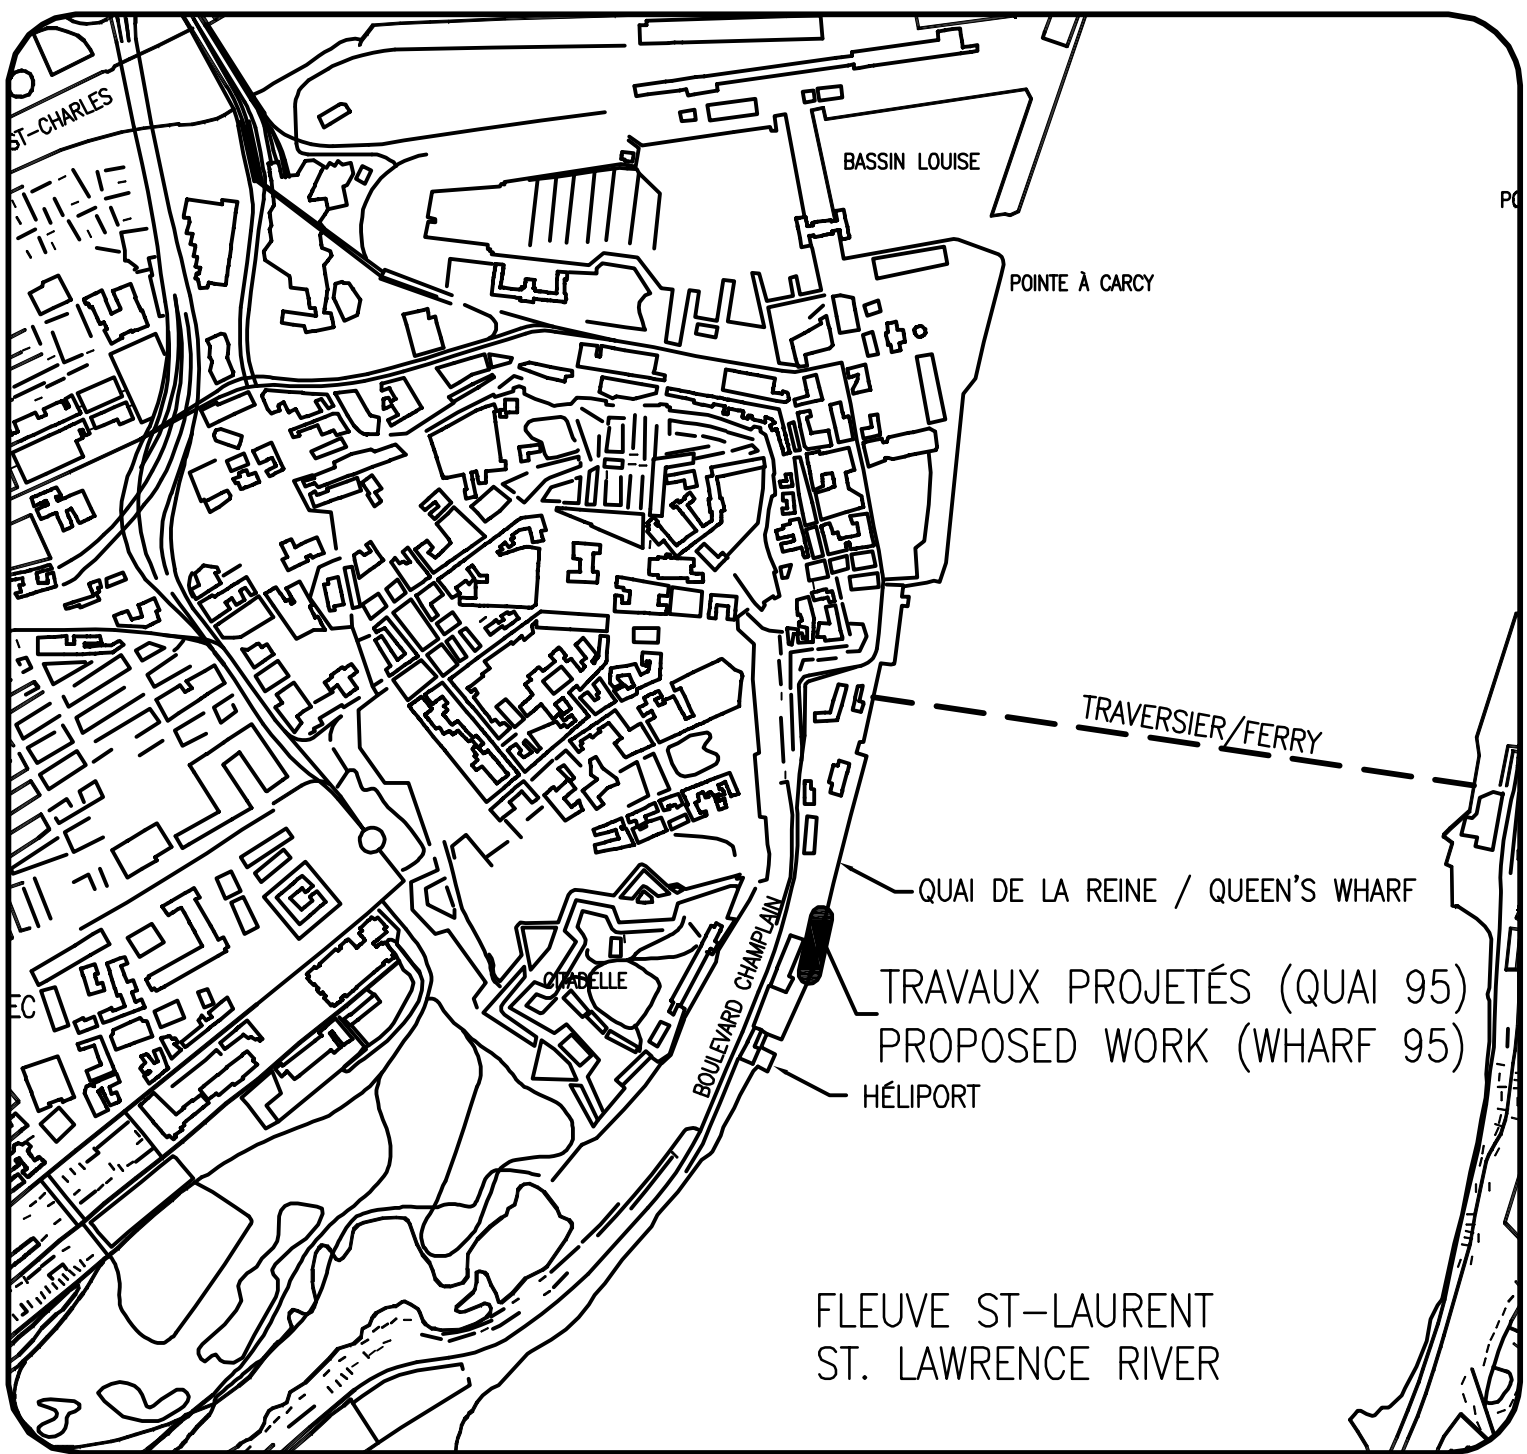 ST-CHARLES
BASSIN LOUISE
POINTE À CARCY
TRAVERSIER/FERRY
QUAI DE LA REINE / QUEEN'S WHARF
CITADELLE
BOULEVARD CHAMPLAIN
TRAVAUX PROJETÉS (QUAI 95)
PROPOSED WORK (WHARF 95)
HÉLIPORT
FLEUVE ST-LAURENT
ST. LAWRENCE RIVER